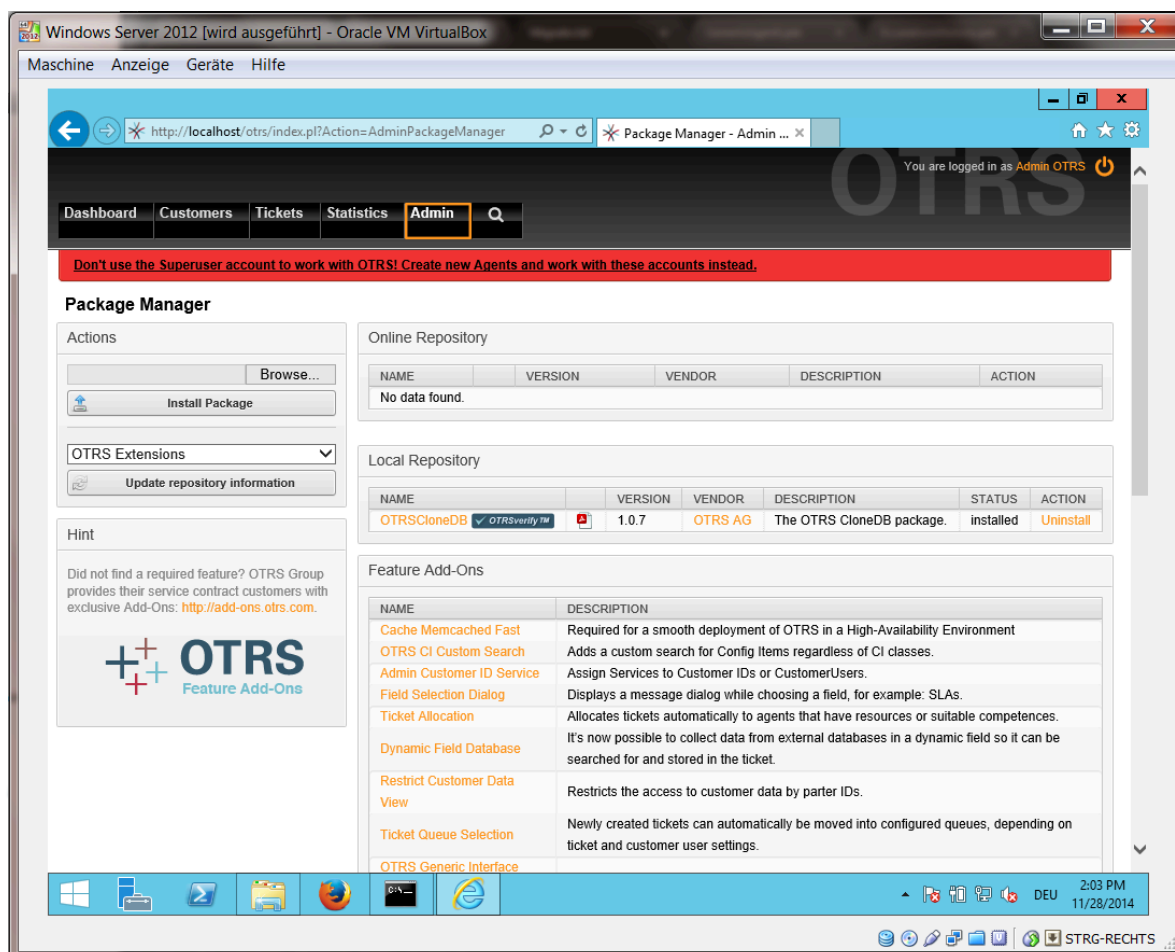 Windows Server 2012 [wird ausgeführt] - Oracle VM VirtualBox
Maschine Anzeige Geräte Hilfe
http://localhost/otrs/index.pl?Action=AdminPackageManager
Package Manager - Admin ...
OTRS
You are logged in as Admin OTRS
Dashboard Customers Tickets Statistics Admin
Don't use the Superuser account to work with OTRS! Create new Agents and work with these accounts instead.
Package Manager
Actions
Browse...
Install Package
OTRS Extensions
Update repository information
Hint
Did not find a required feature? OTRS Group
provides their service contract customers with
exclusive Add-Ons: http://add-ons.otrs.com.
OTRS
Feature Add-Ons
Online Repository
NAME VERSION VENDOR DESCRIPTION ACTION
No data found.
Local Repository
NAME VERSION VENDOR DESCRIPTION STATUS ACTION
OTRSCloneDB OTRSverify™ 1.0.7 OTRS AG The OTRS CloneDB package. installed Uninstall
Feature Add-Ons
NAME DESCRIPTION
Cache Memcached Fast Required for a smooth deployment of OTRS in a High-Availability Environment
OTRS CI Custom Search Adds a custom search for Config Items regardless of CI classes.
Admin Customer ID Service Assign Services to Customer IDs or CustomerUsers.
Field Selection Dialog Displays a message dialog while choosing a field, for example: SLAs.
Ticket Allocation Allocates tickets automatically to agents that have resources or suitable competences.
Dynamic Field Database It's now possible to collect data from external databases in a dynamic field so it can be
searched for and stored in the ticket.
Restrict Customer Data
View Restricts the access to customer data by parter IDs.
Ticket Queue Selection Newly created tickets can automatically be moved into configured queues, depending on
ticket and customer user settings.
OTRS Generic Interface
C:\_
DEU
2:03 PM
11/28/2014
STRG-RECHTS